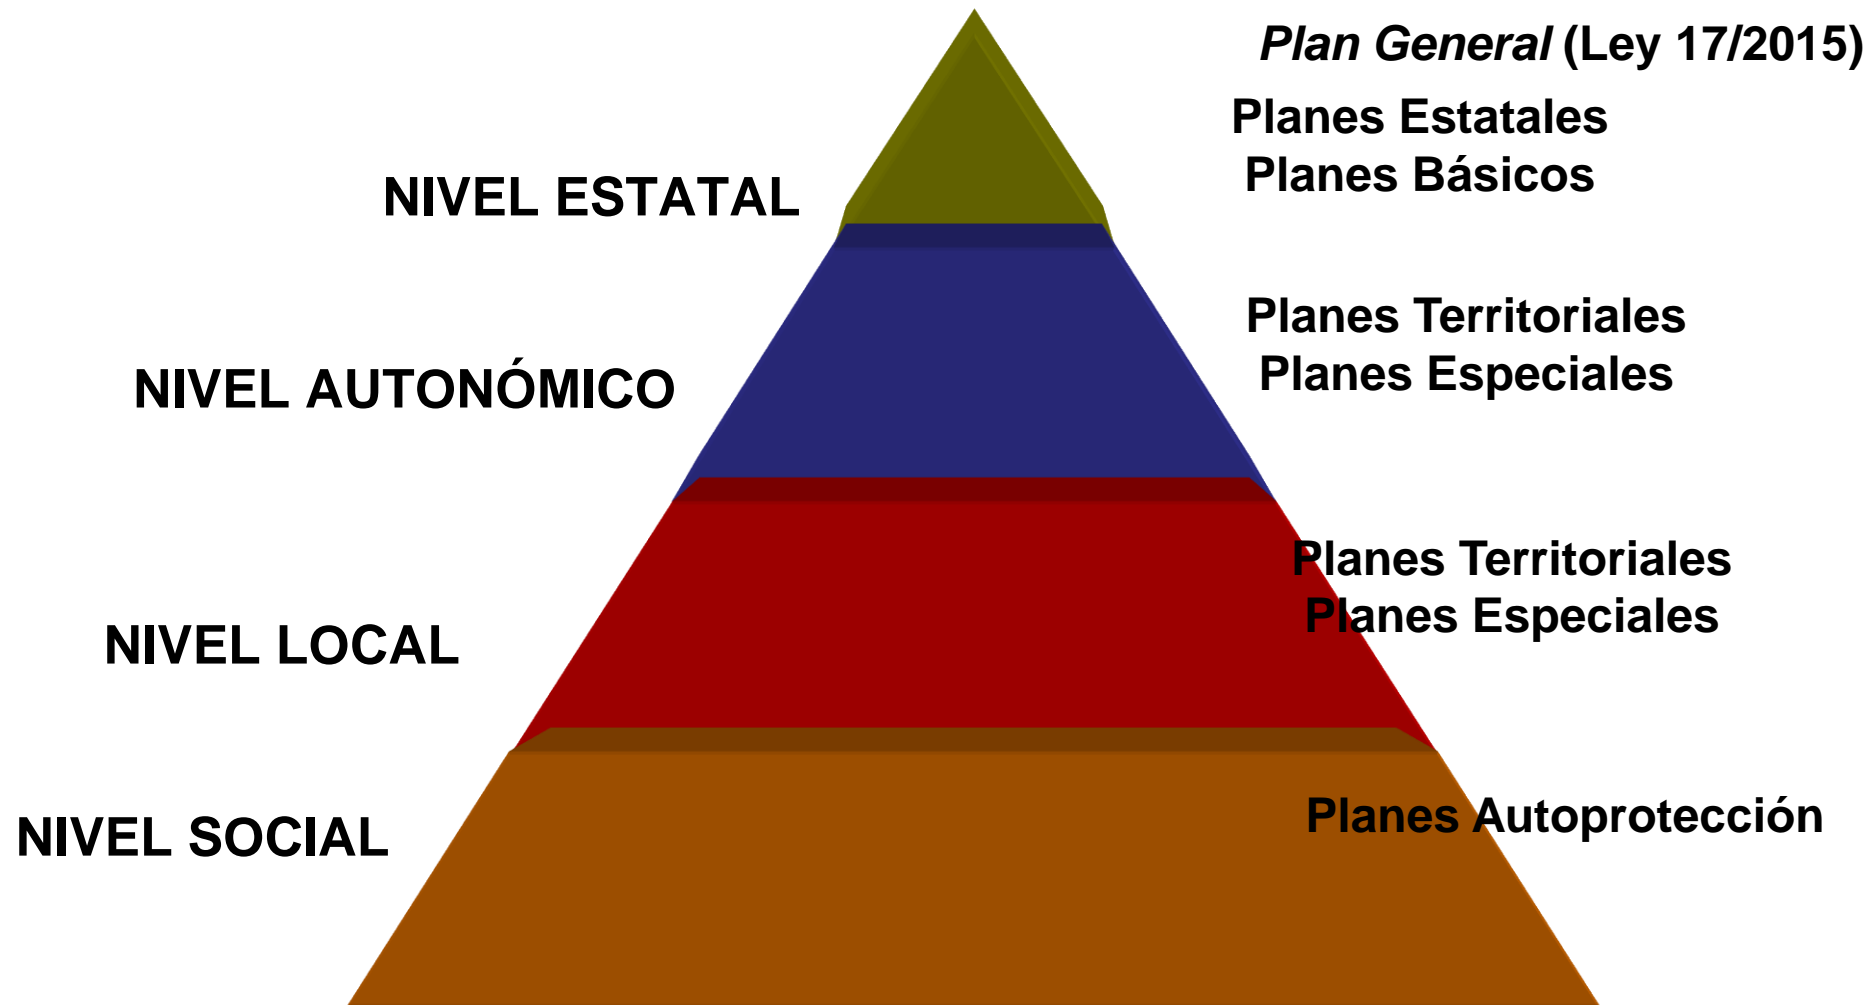 Plan General (Ley 17/2015)
Planes Estatales
Planes Básicos
NIVEL ESTATAL
Planes Territoriales
Planes Especiales
NIVEL AUTONÓMICO
Planes Territoriales
Planes Especiales
NIVEL LOCAL
Planes Autoprotección
NIVEL SOCIAL